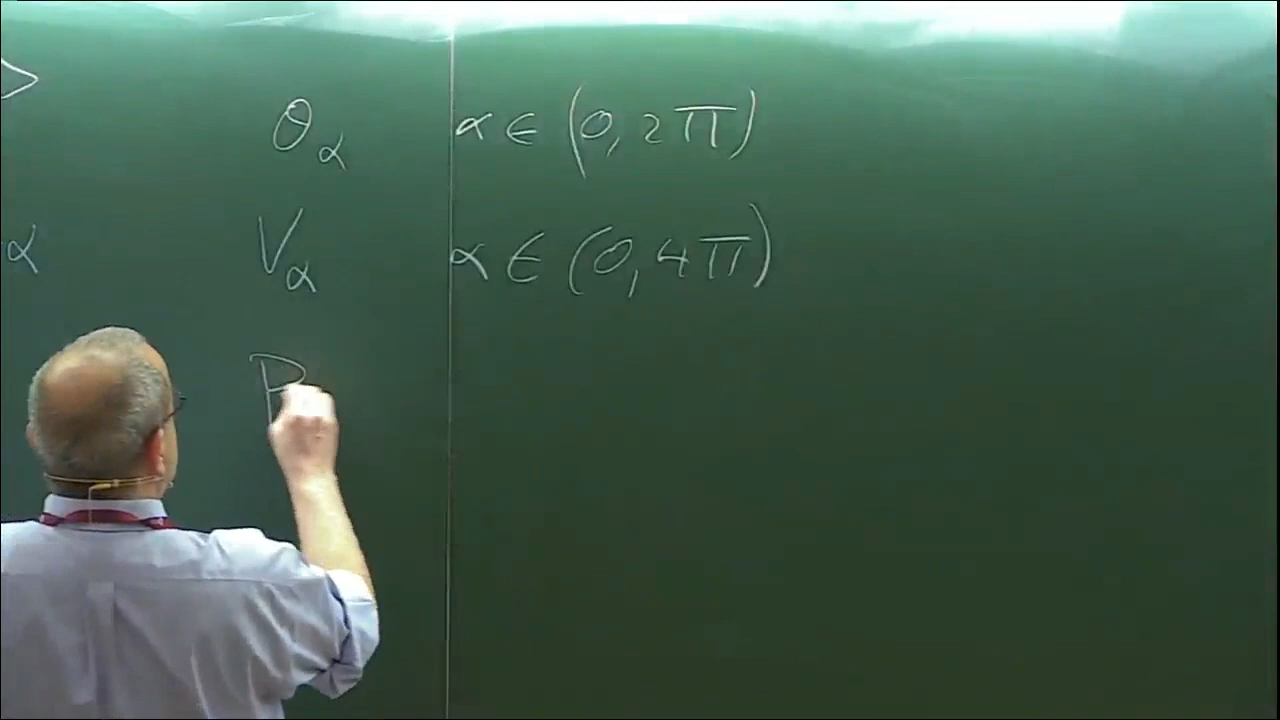 >
θ_α α ∈ (0, 2π)
α V_α α ∈ (0, 4π)
P